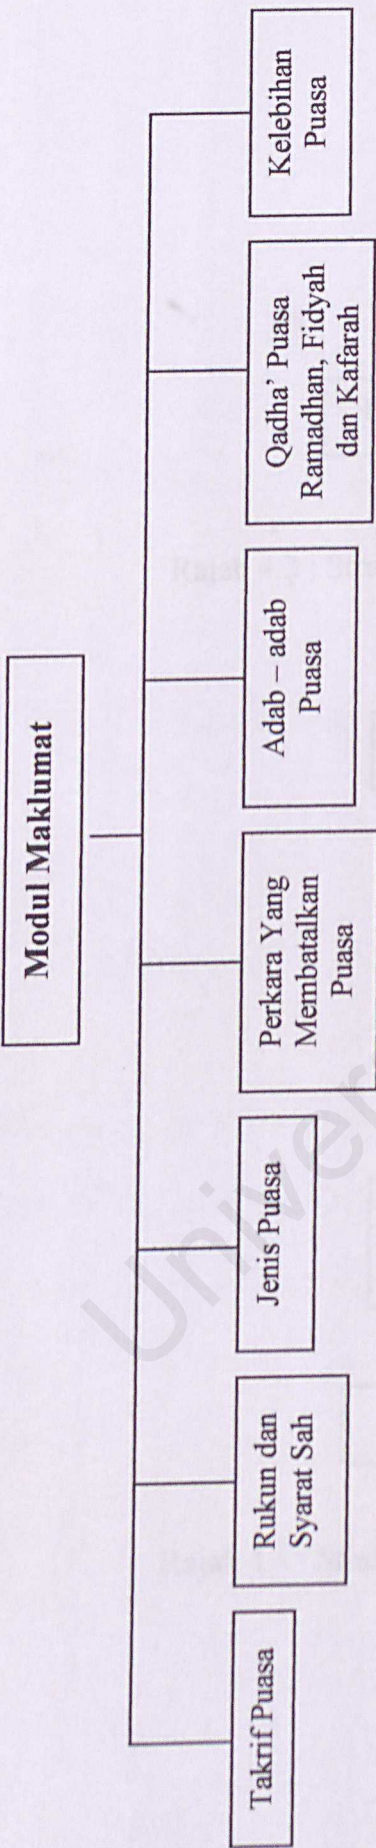 Modul Maklumat
Takrif Puasa
Rukun dan
Syarat Sah
Jenis Puasa
Perkara Yang
Membatalkan
Puasa
Adab – adab
Puasa
Qadha’ Puasa
Ramadhan, Fidyah
dan Kafarah
Kelebihan
Puasa